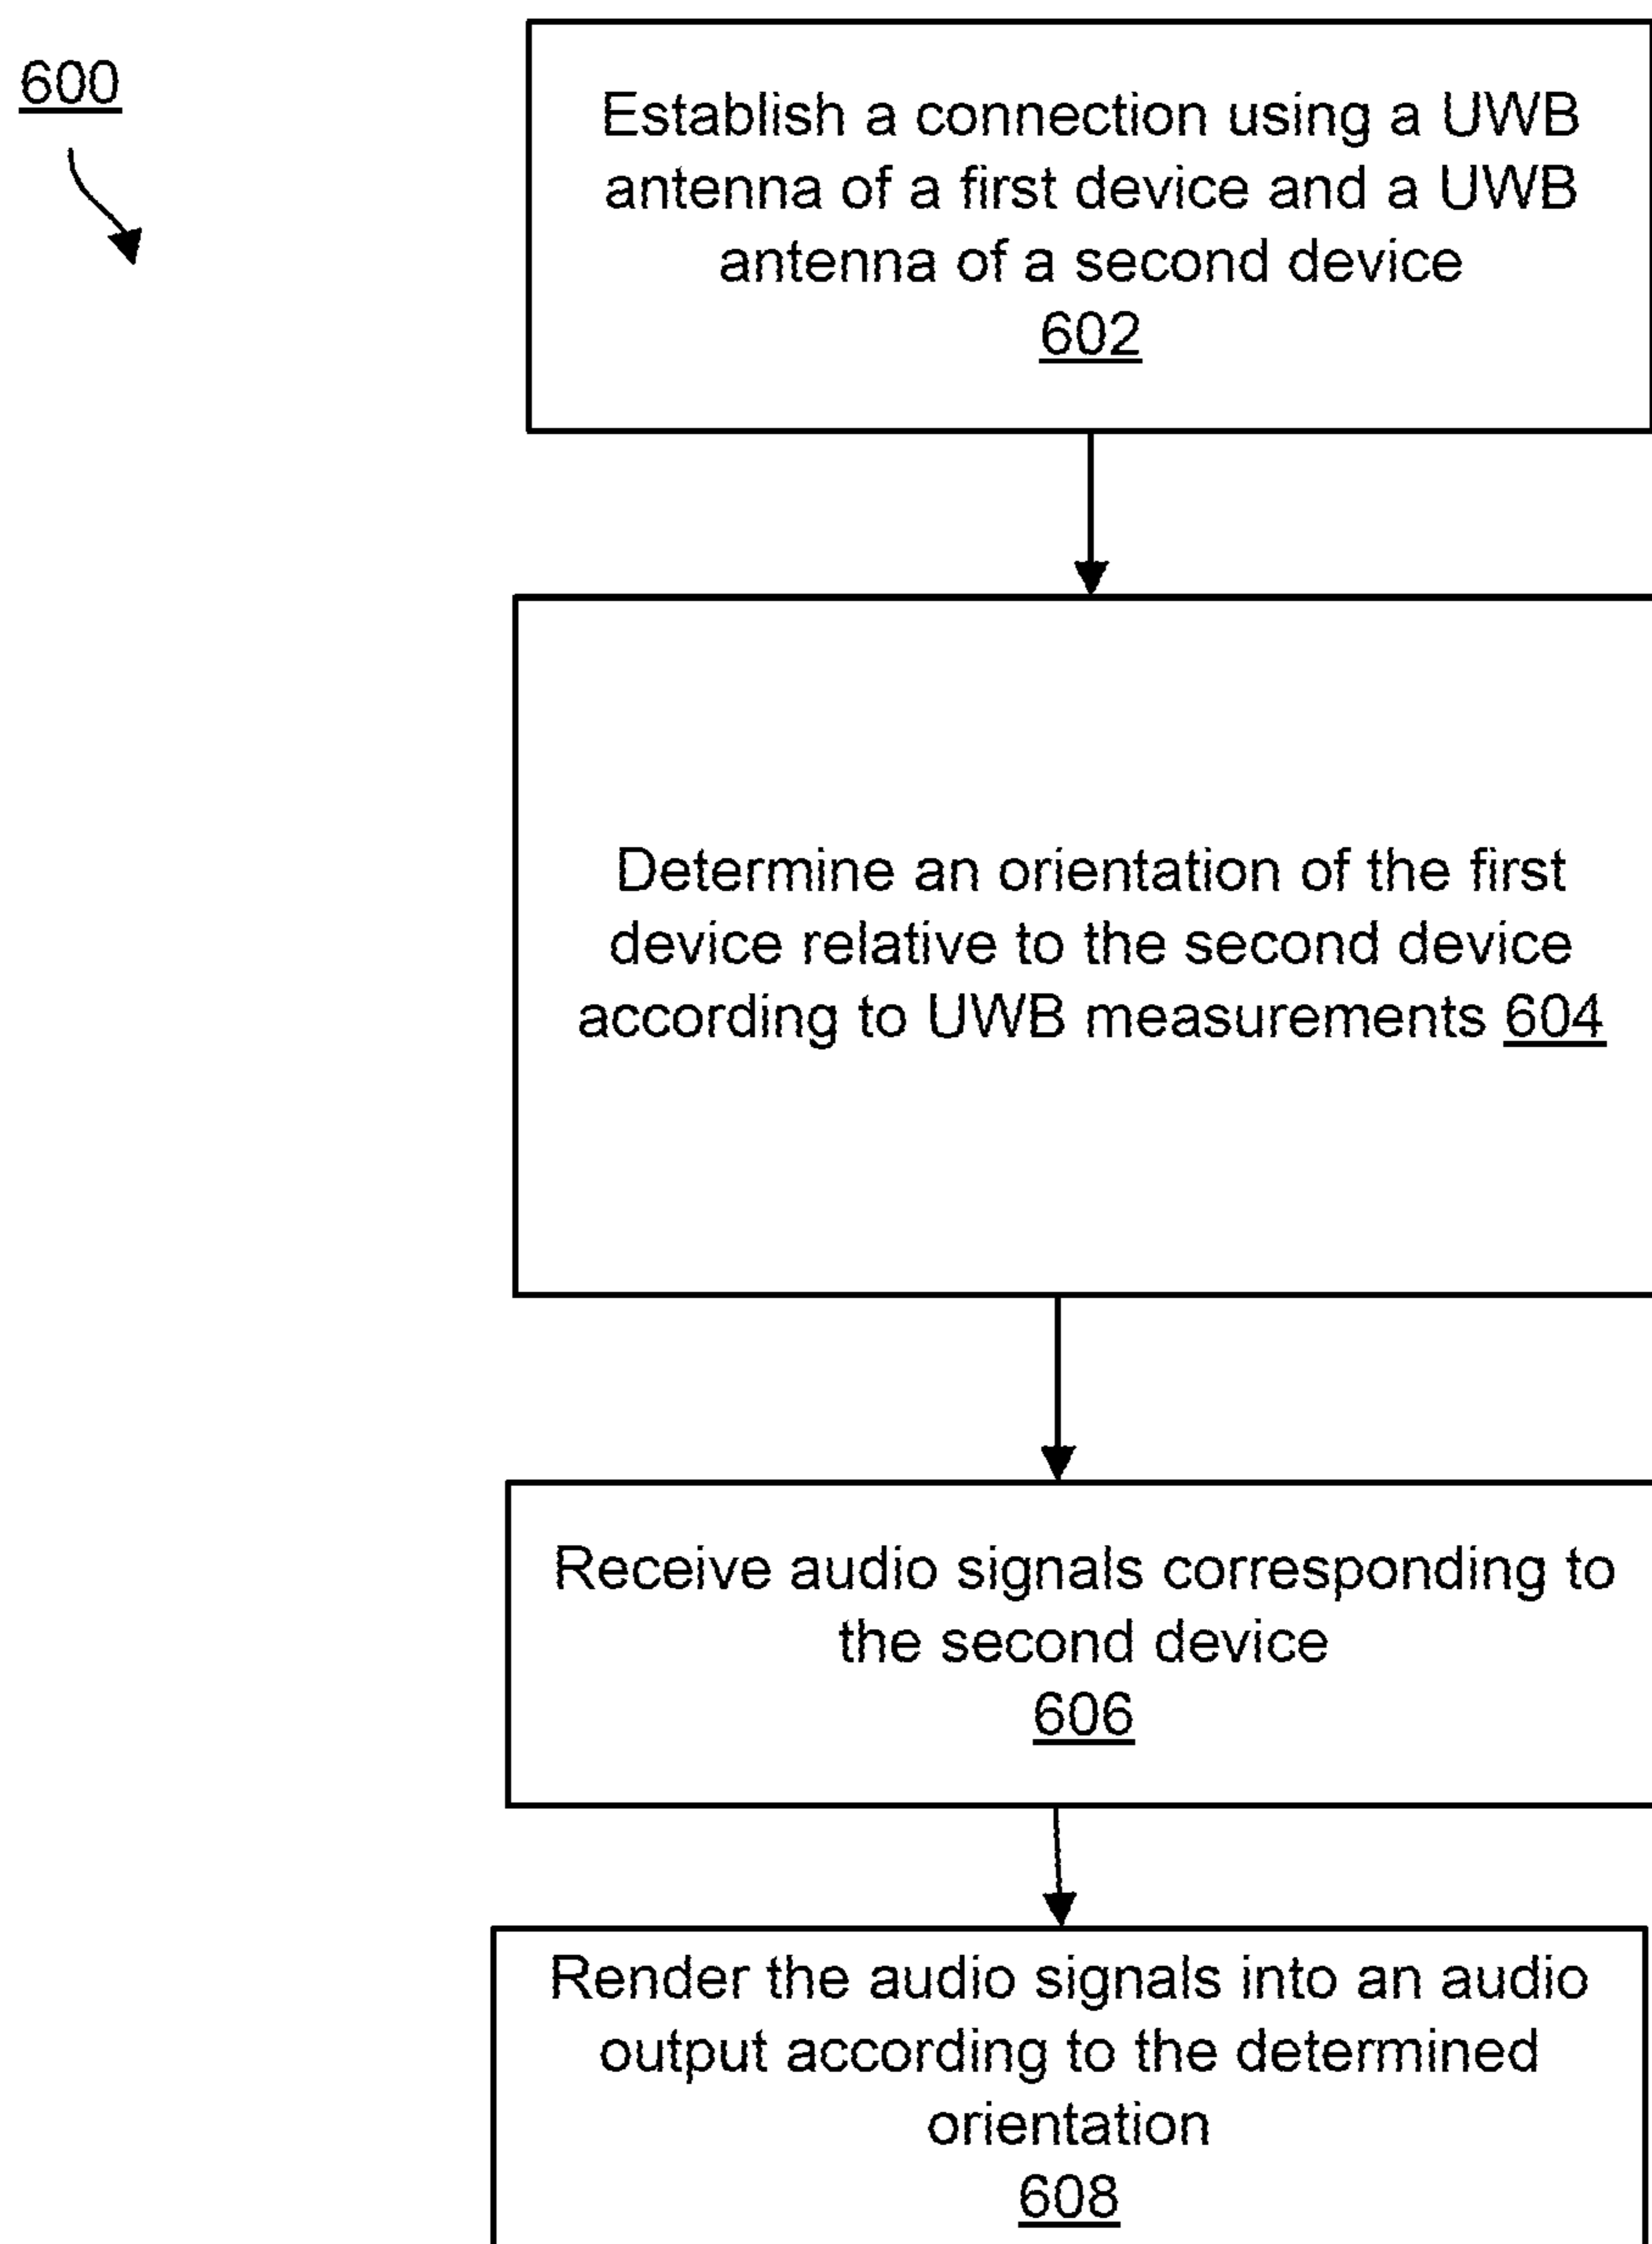 600
Establish a connection using a UWB
antenna of a first device and a UWB
antenna of a second device
602
Determine an orientation of the first
device relative to the second device
according to UWB measurements 604
Receive audio signals corresponding to
the second device
606
Render the audio signals into an audio
output according to the determined
orientation
608